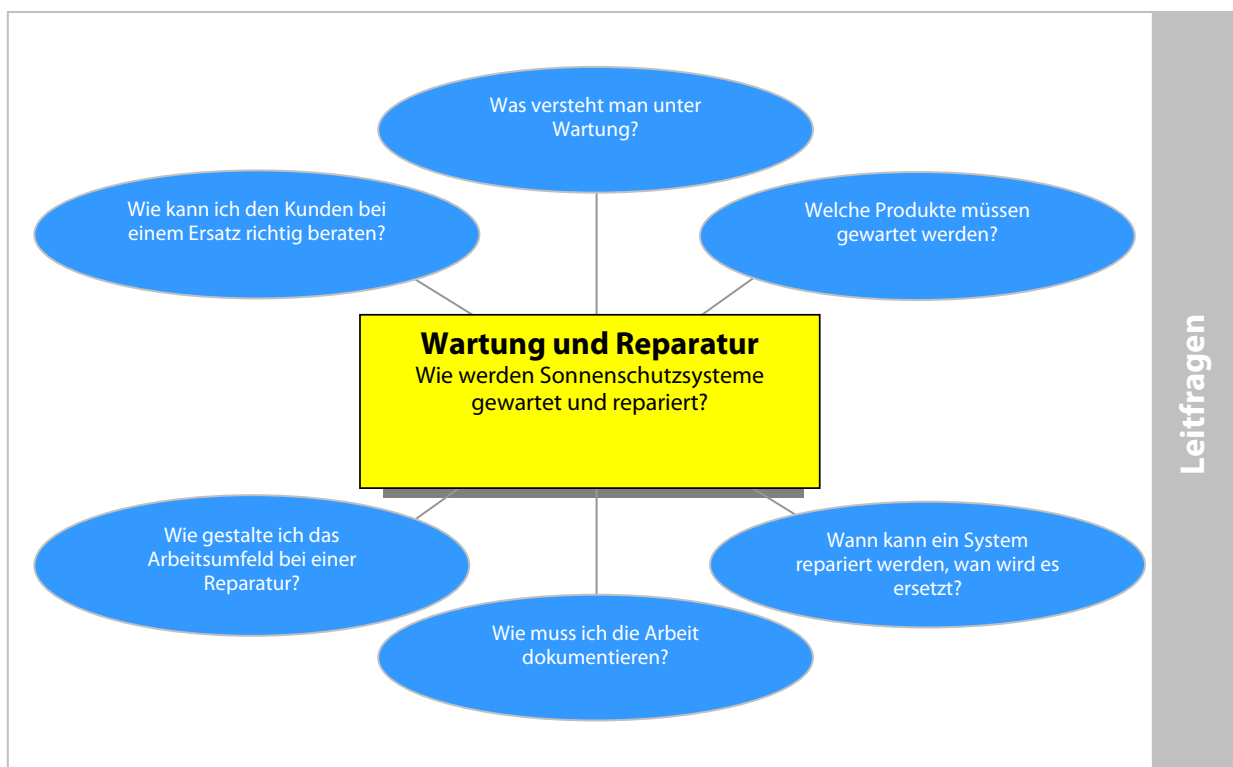 Was versteht man unter
Wartung?
Wie kann ich den Kunden bei
einem Ersatz richtig beraten?
Welche Produkte müssen
gewartet werden?
Wartung und Reparatur
Wie werden Sonnenschutzsysteme
gewartet und repariert?
Wie gestalte ich das
Arbeitsumfeld bei einer
Reparatur?
Wann kann ein System
repariert werden, wan wird es
ersetzt?
Wie muss ich die Arbeit
dokumentieren?
Leitfragen